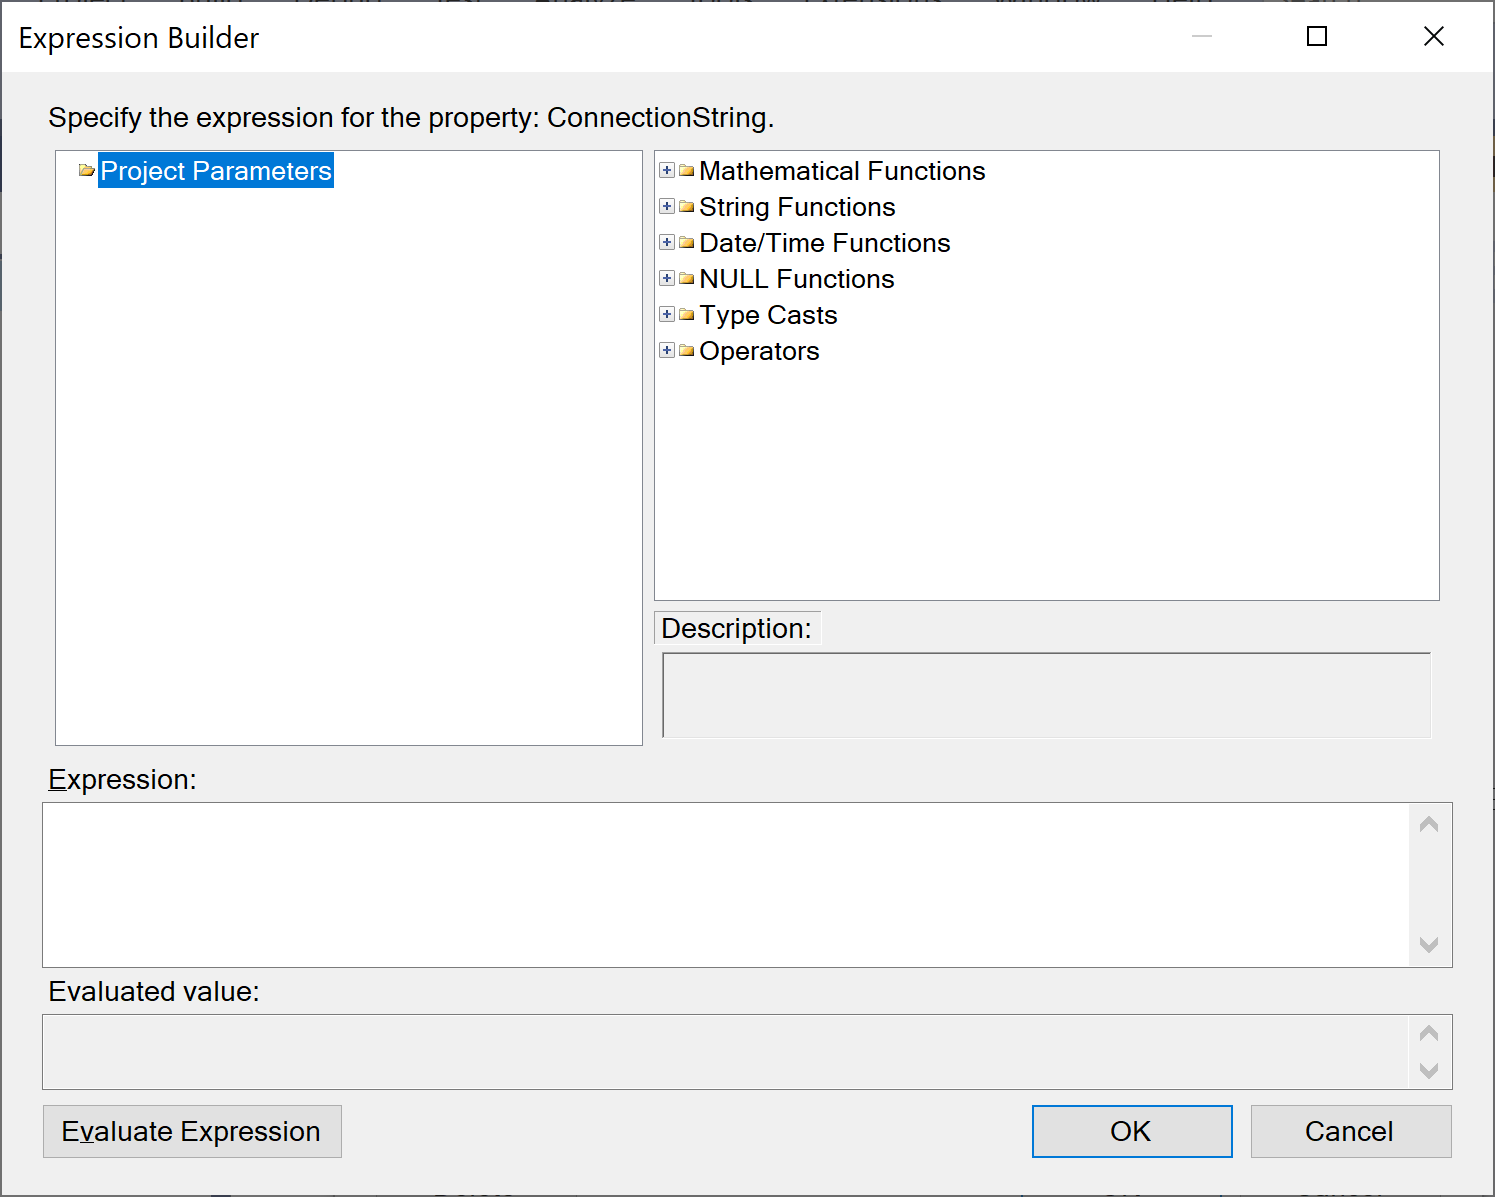 Expression Builder
Specify the expression for the property: ConnectionString.
Project Parameters
Mathematical Functions
String Functions
Date/Time Functions
NULL Functions
Type Casts
Operators
Description:
Expression:
Evaluated value:
Evaluate Expression
OK
Cancel